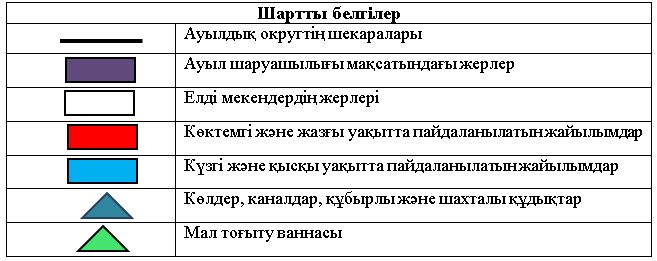 Шартты белгілер
Ауылдық округтің шекаралары
Ауыл шаруашылығы мақсатындағы жерлер
Елді мекендердің жерлері
Көктемгі және жазғы уақытта пайдаланылатын жайылымдар
Күзгі және қысқы уақытта пайдаланылатын жайылымдар
Көлдер, каналдар, құбырлы және шахталы құдықтар
Мал тоғыту ваннасы